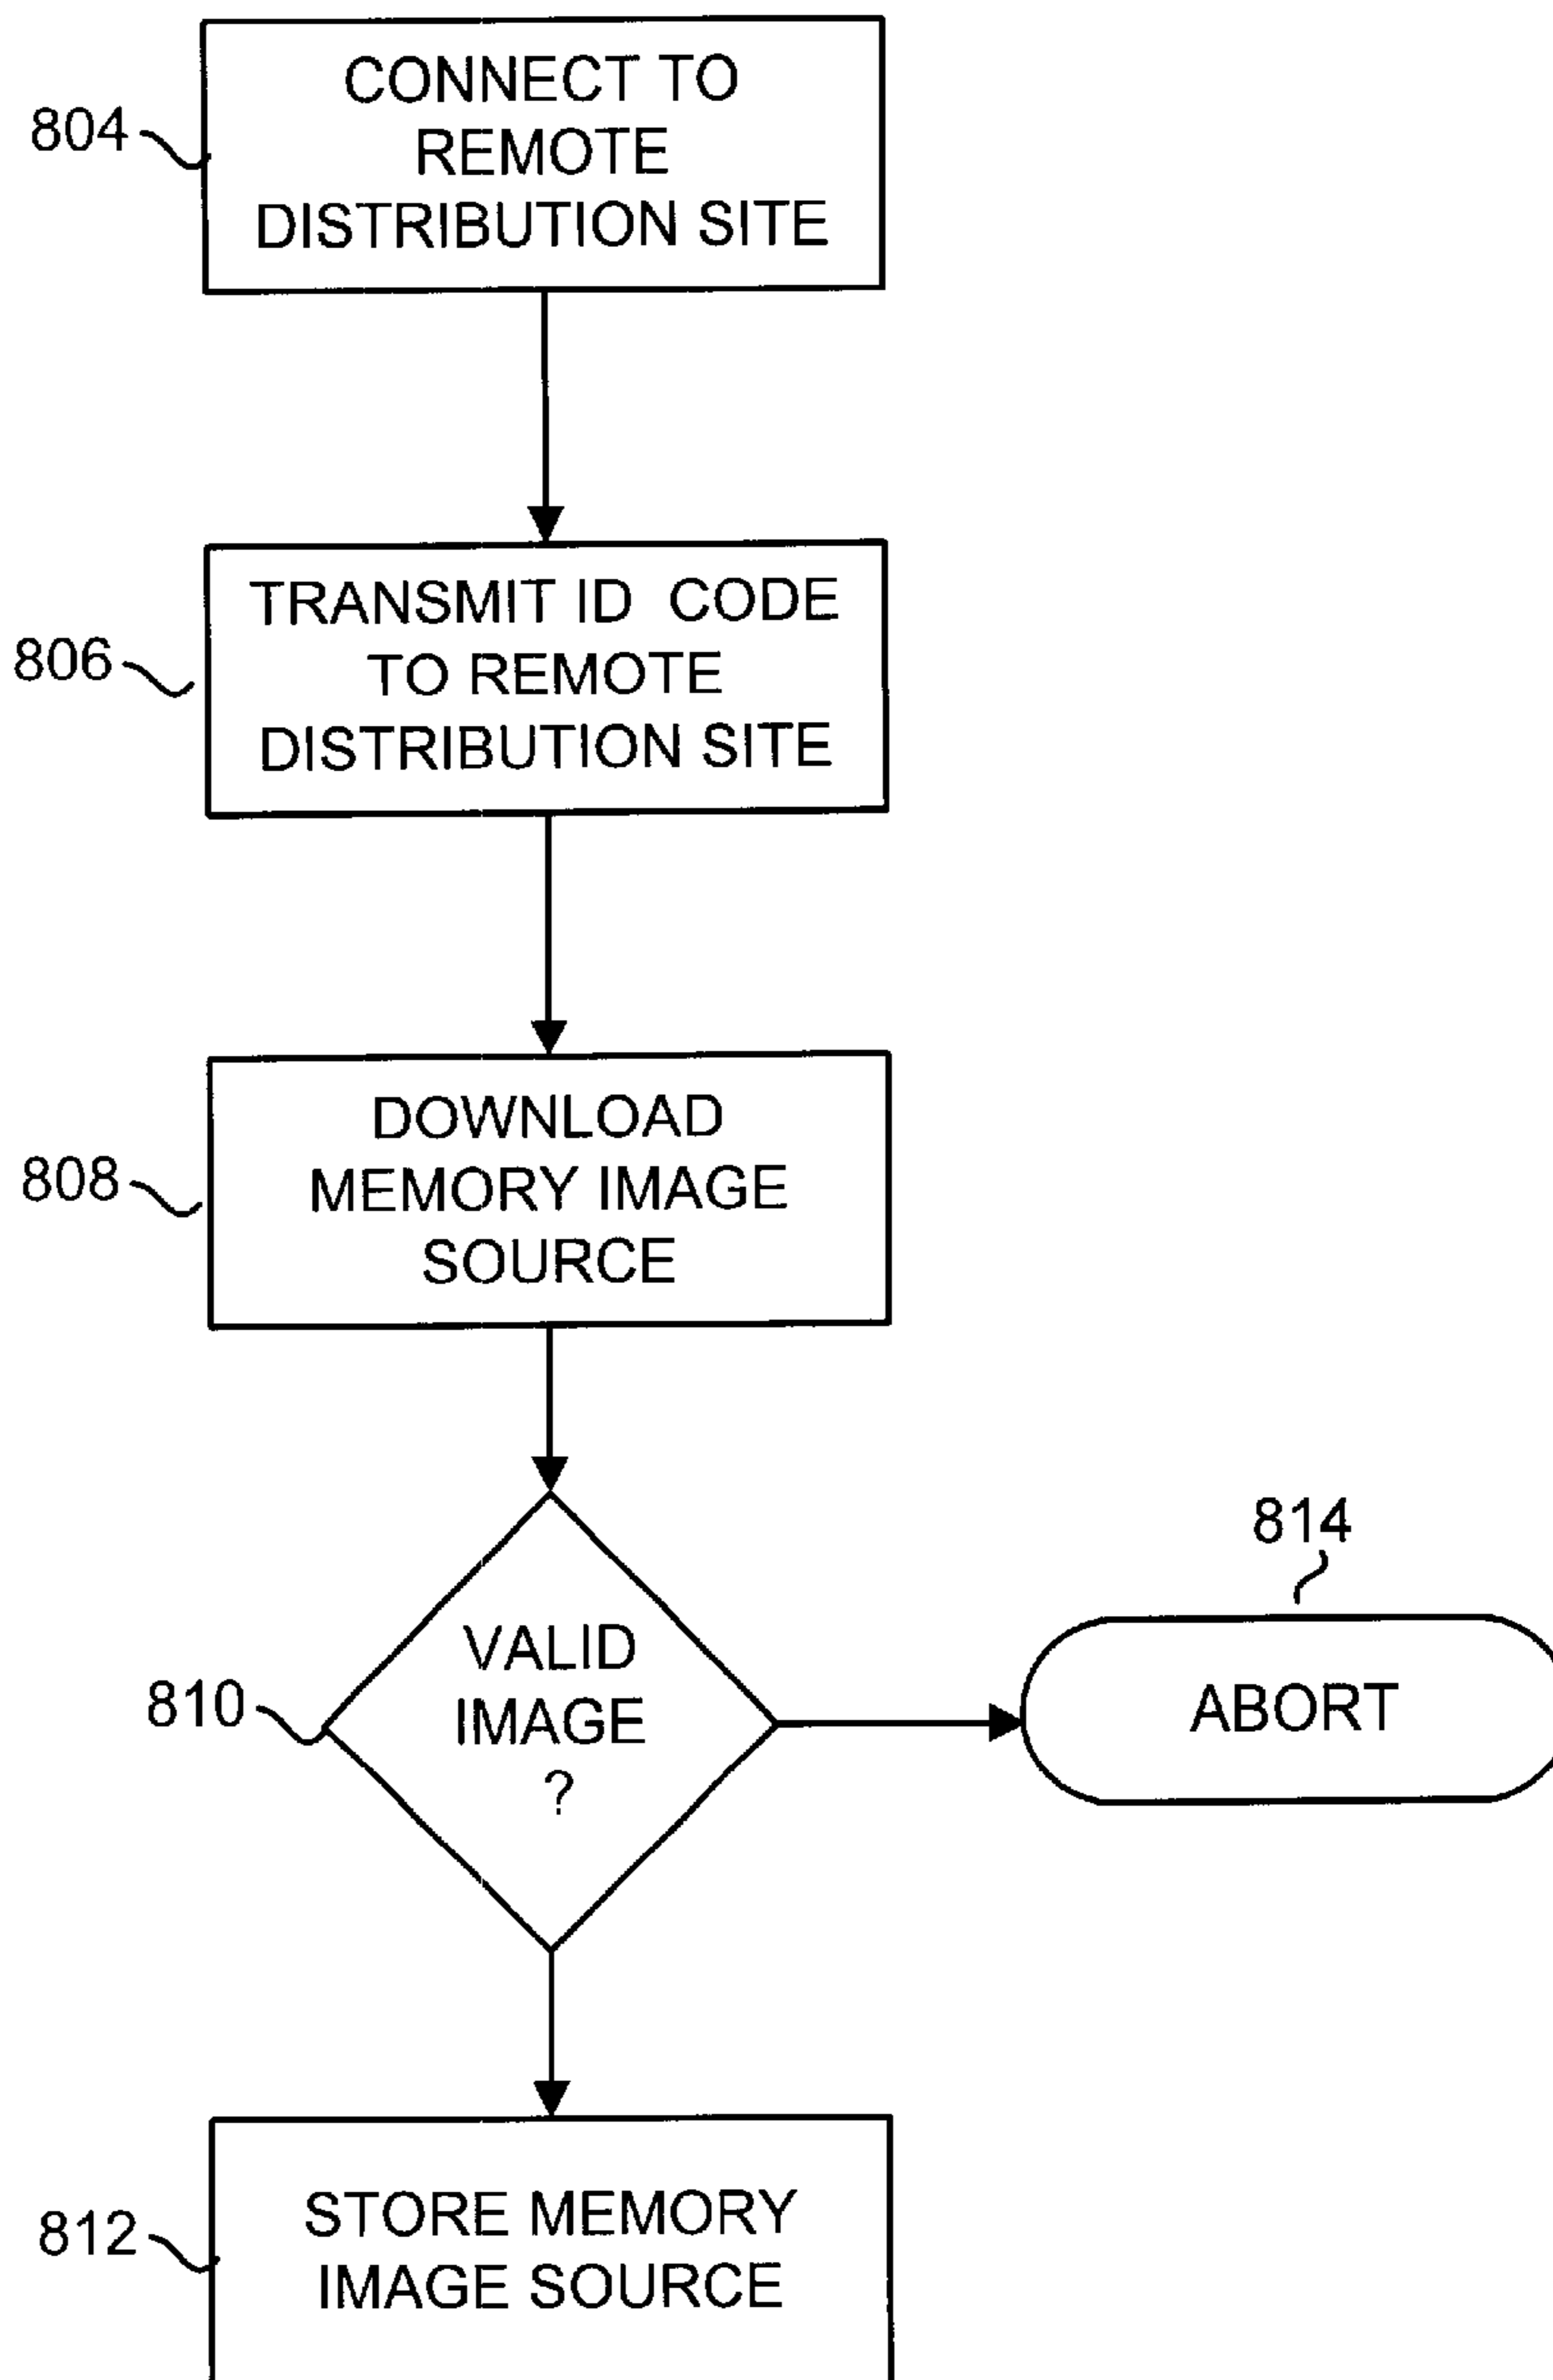 804
CONNECT TO
REMOTE
DISTRIBUTION SITE
806
TRANSMIT ID CODE
TO REMOTE
DISTRIBUTION SITE
808
DOWNLOAD
MEMORY IMAGE
SOURCE
810
VALID
IMAGE
?
814
ABORT
812
STORE MEMORY
IMAGE SOURCE